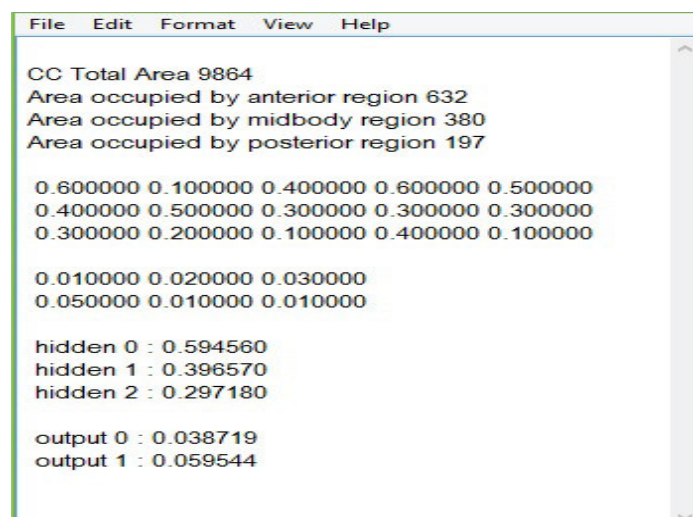 File Edit Format View Help
CC Total Area 9864
Area occupied by anterior region 632
Area occupied by midbody region 380
Area occupied by posterior region 197
0.600000 0.100000 0.400000 0.600000 0.500000
0.400000 0.500000 0.300000 0.300000 0.300000
0.300000 0.200000 0.100000 0.400000 0.100000
0.010000 0.020000 0.030000
0.050000 0.010000 0.010000
hidden 0 : 0.594560
hidden 1 : 0.396570
hidden 2 : 0.297180
output 0 : 0.038719
output 1 : 0.059544